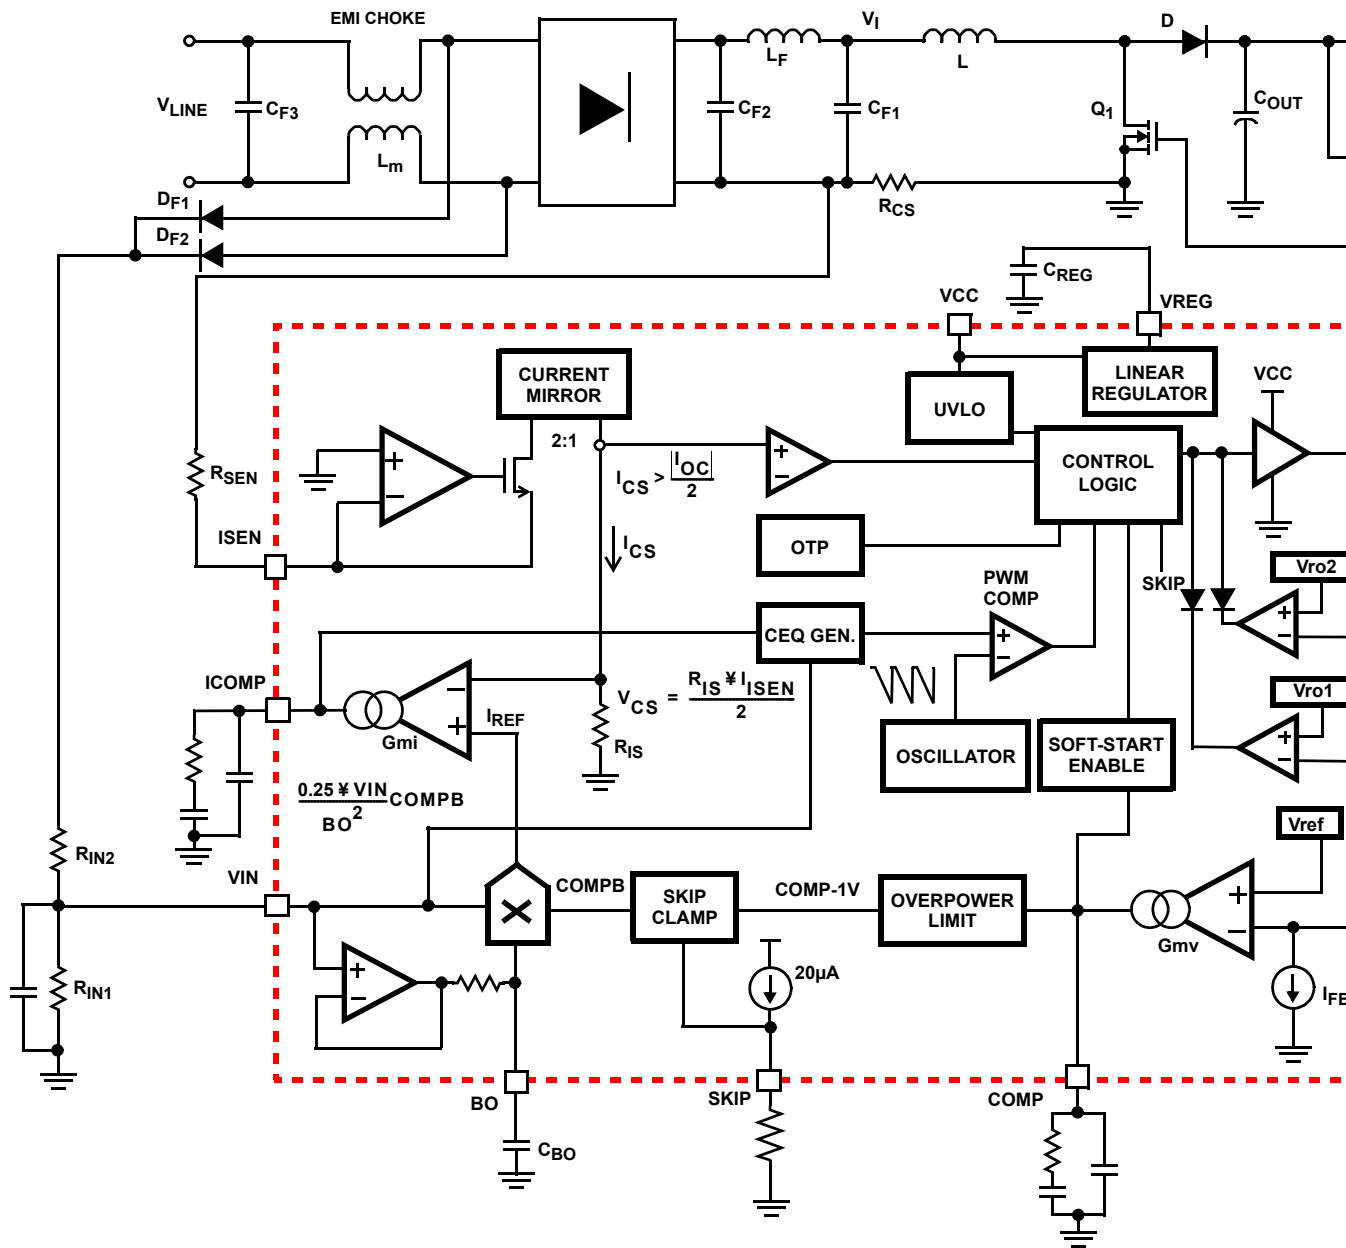 EMI CHOKE
VI
D
LF
L
VLINE
CF3
CF2
CF1
Q1
COUT
Lm
RCS
DF1
DF2
CREG
VCC
VREG
CURRENT
MIRROR
LINEAR
REGULATOR
VCC
UVLO
2:1
+
−
+
−
RSEN
ICS > |IOC|
2
CONTROL
LOGIC
ISEN
ICS
OTP
SKIP
Vro2
PWM
COMP
+
−
CEQ GEN.
+
−
ICOMP
−
+
IREF
Gmi
VCS = RIS ¥ IISEN
2
RIS
Vro1
OSCILLATOR
SOFT-START
ENABLE
+
−
0.25 ¥ VIN
BO2
COMPB
Vref
RIN2
VIN
COMPB
SKIP
CLAMP
COMP-1V
OVERPOWER
LIMIT
+
−
Gmv
+
−
20µA
RIN1
IFB
BO
SKIP
COMP
CBO